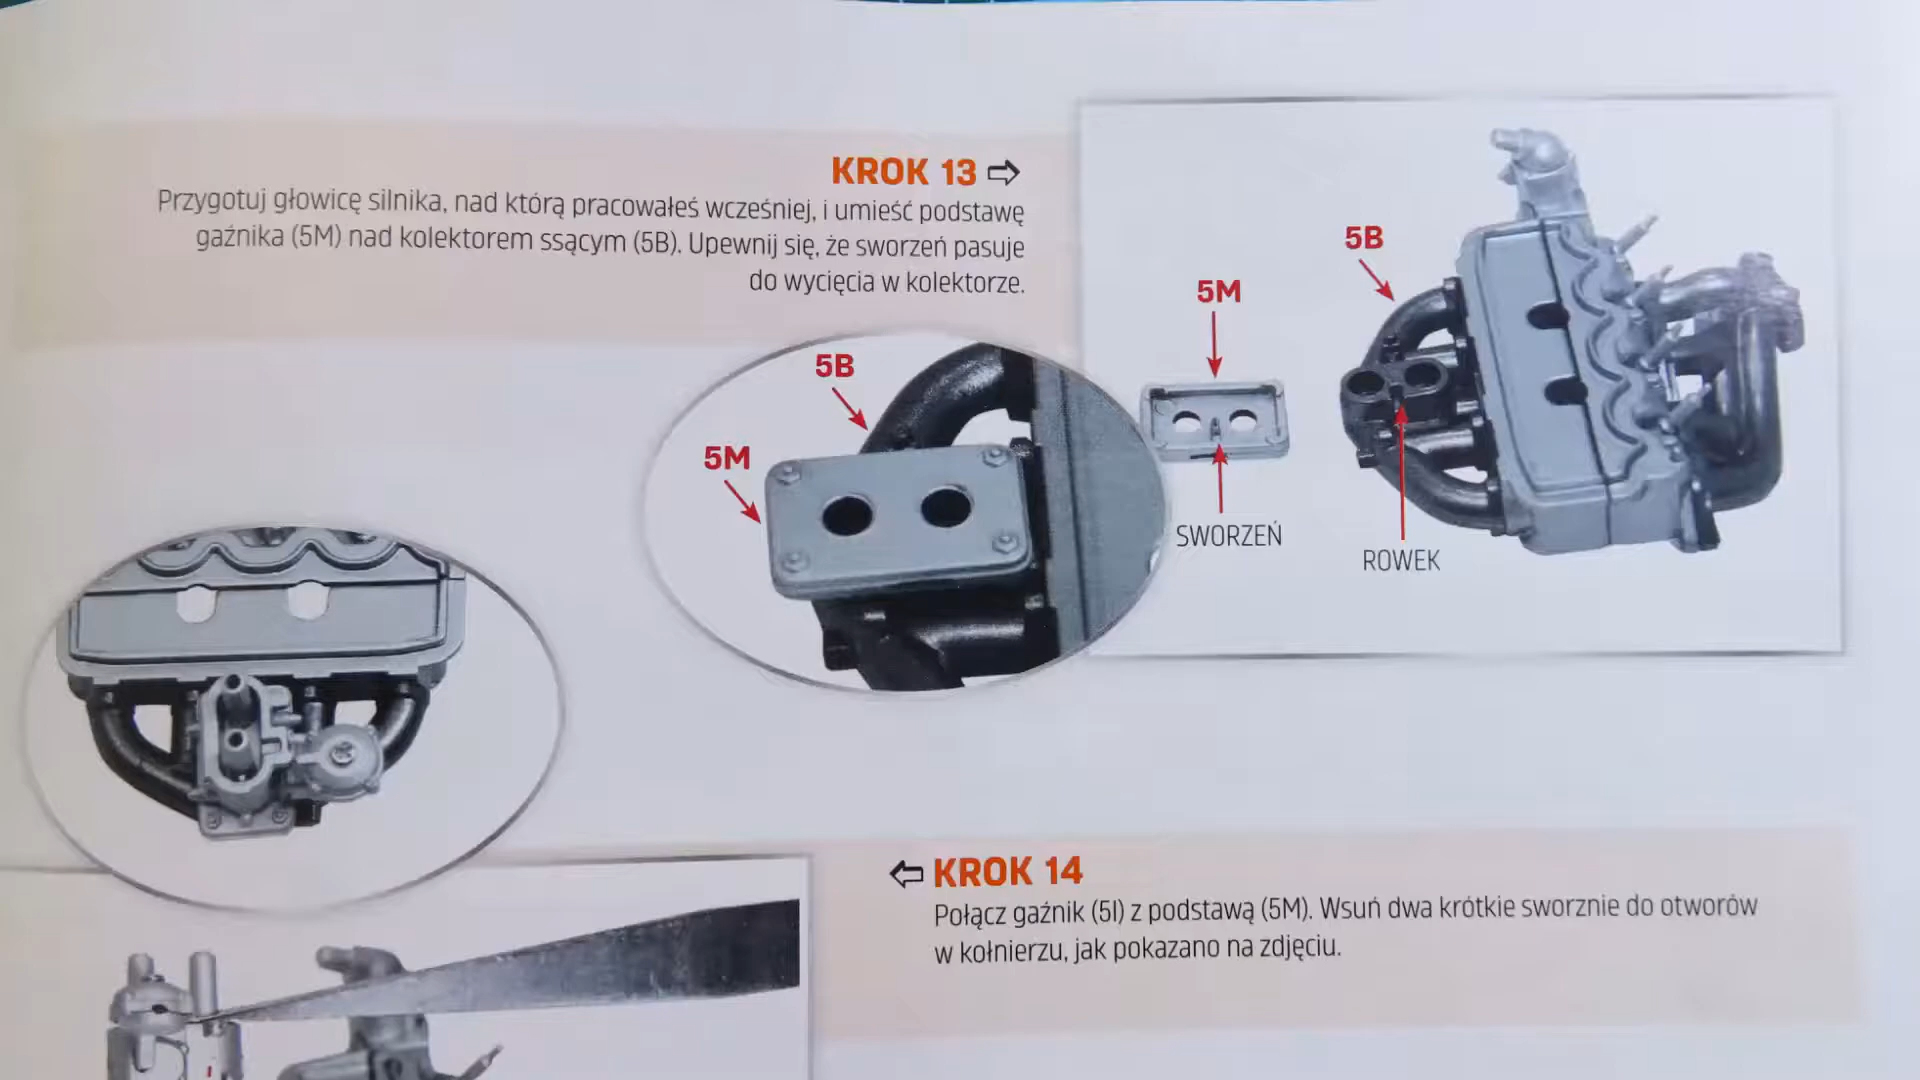 KROK 13
Przygotuj głowicę silnika, nad którą pracowałeś wcześniej, i umieść podstawę
gaźnika (5M) nad kolektorem ssącym (5B). Upewnij się, że sworzeń pasuje
do wycięcia w kolektorze.
5B
5M
5B
5M
SWORZEŃ
ROWEK
KROK 14
Połącz gaźnik (5I) z podstawą (5M). Wsuń dwa krótkie sworznie do otworów
w kołnierzu, jak pokazano na zdjęciu.